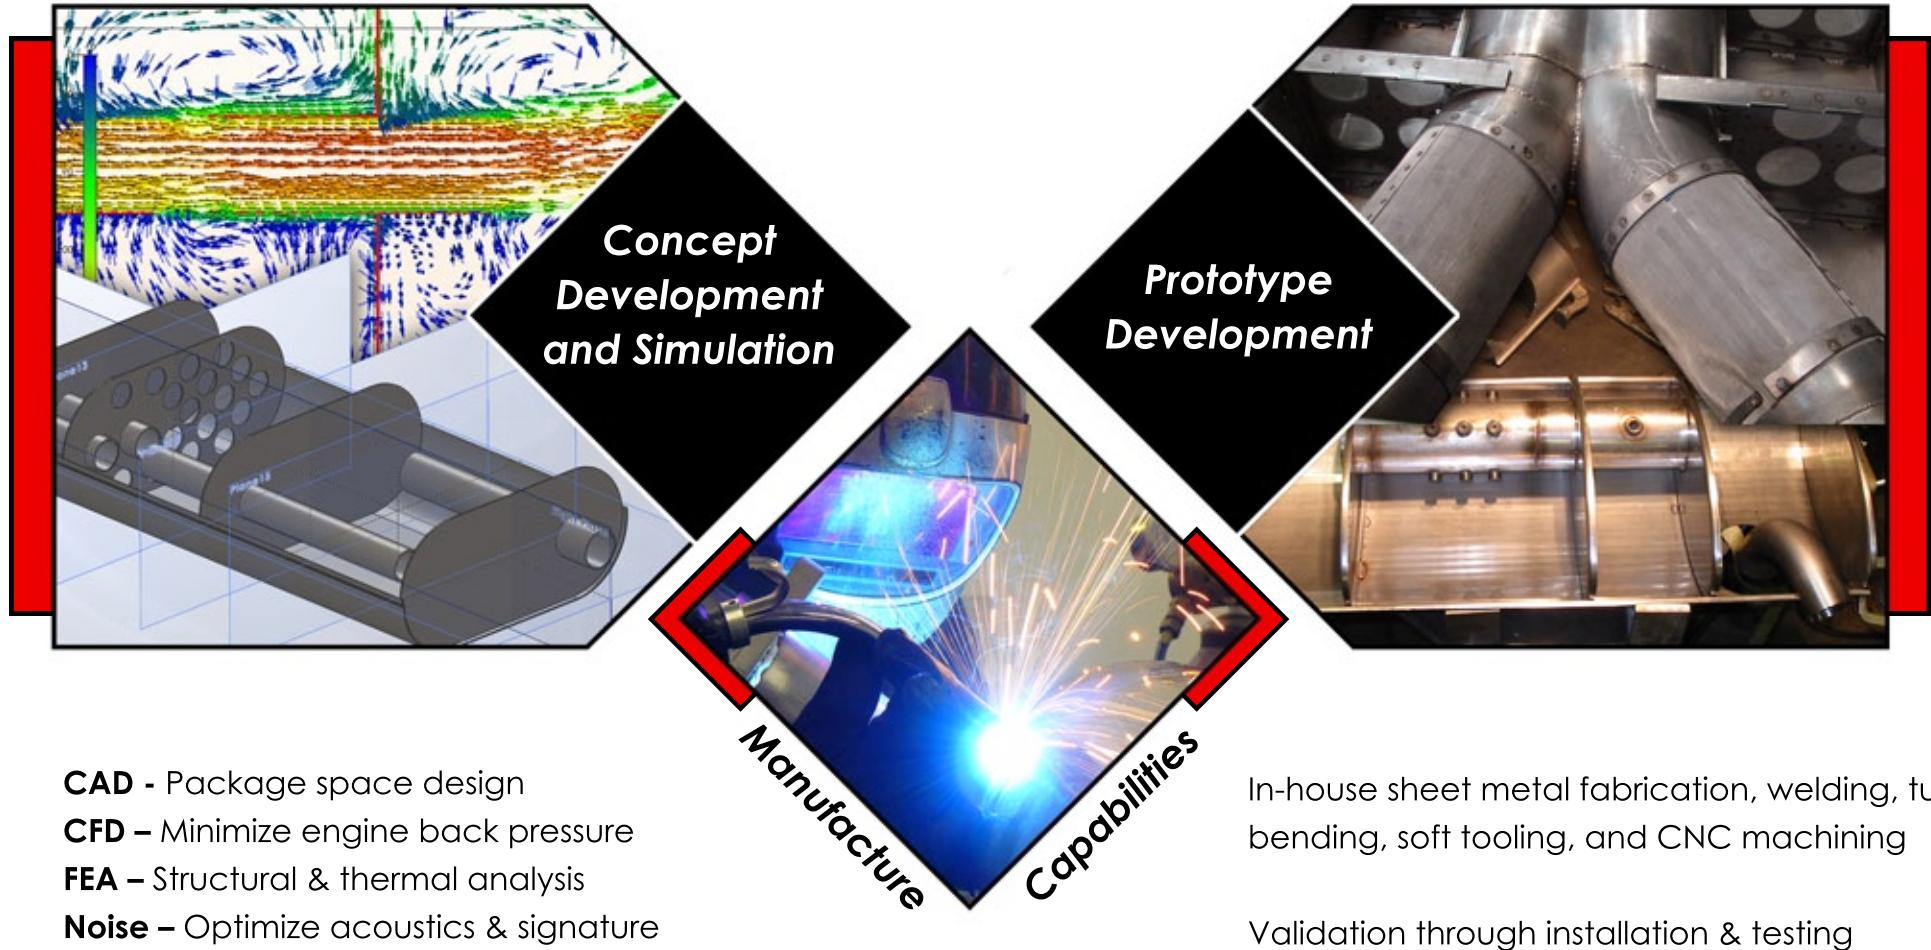 Concept
Development
and Simulation
Prototype
Development
Plane15
Manufacture
Capabilities
CAD - Package space design
CFD – Minimize engine back pressure
FEA – Structural & thermal analysis
Noise – Optimize acoustics & signature
In-house sheet metal fabrication, welding,
bending, soft tooling, and CNC machining
Validation through installation & testing